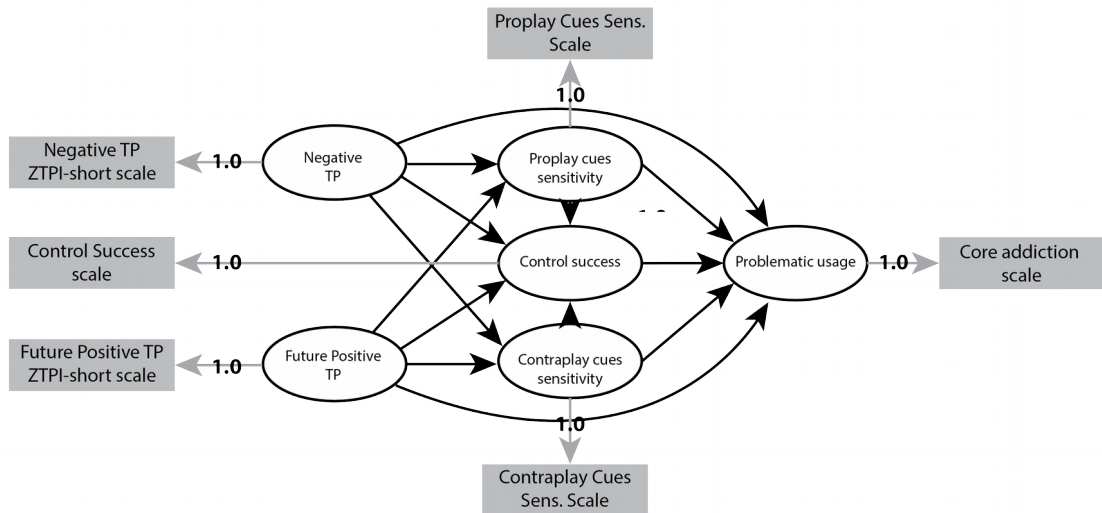 Proplay Cues Sens.
Scale
1.0
Negative TP
ZTPI-short scale
1.0
Negative
TP
Proplay cues
sensitivity
Control Success
scale
1.0
Control success
Problematic usage
1.0
Core addiction
scale
Future Positive TP
ZTPI-short scale
1.0
Future Positive
TP
Contraplay cues
sensitivity
1.0
Contraplay Cues
Sens. Scale